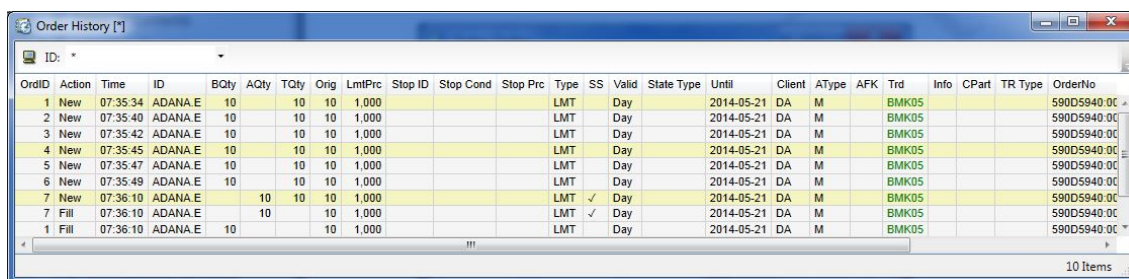 Order History [*]
ID: *
OrdID Action Time ID BQty AQty TQty Orig LmtPrc Stop ID Stop Cond Stop Prc Type SS Valid State Type Until Client AType AFK Trd Info CPart TR Type OrderNo
1 New 07:35:34 ADANA.E 10 10 10 1,000 LMT Day 2014-05-21 DA M BMK05 590D5940:00
2 New 07:35:40 ADANA.E 10 10 10 1,000 LMT Day 2014-05-21 DA M BMK05 590D5940:00
3 New 07:35:42 ADANA.E 10 10 10 1,000 LMT Day 2014-05-21 DA M BMK05 590D5940:00
4 New 07:35:45 ADANA.E 10 10 10 1,000 LMT Day 2014-05-21 DA M BMK05 590D5940:00
5 New 07:35:47 ADANA.E 10 10 10 1,000 LMT Day 2014-05-21 DA M BMK05 590D5940:00
6 New 07:35:49 ADANA.E 10 10 10 1,000 LMT Day 2014-05-21 DA M BMK05 590D5940:00
7 New 07:36:10 ADANA.E 10 10 10 1,000 LMT ✓ Day 2014-05-21 DA M BMK05 590D5940:00
7 Fill 07:36:10 ADANA.E 10 10 1,000 LMT ✓ Day 2014-05-21 DA M BMK05 590D5940:00
1 Fill 07:36:10 ADANA.E 10 10 1,000 LMT Day 2014-05-21 DA M BMK05 590D5940:00
10 Items